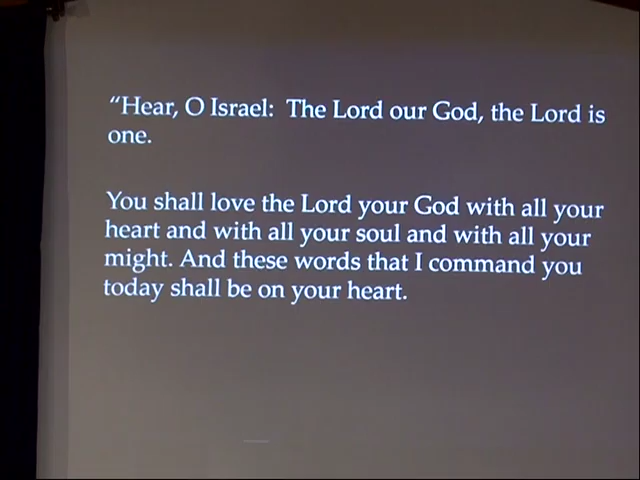 “Hear, O Israel:  The Lord our God, the Lord is
one.
You shall love the Lord your God with all your
heart and with all your soul and with all your
might. And these words that I command you
today shall be on your heart.